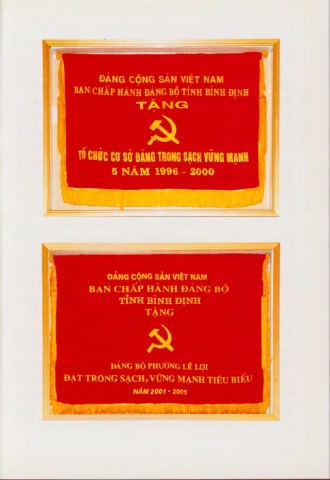 ĐẢNG CỘNG SẢN VIỆT NAM
BAN CHẤP HÀNH ĐẢNG BỘ TỈNH BÌNH ĐỊNH
TẶNG
TỔ CHỨC CƠ SỞ ĐẢNG TRONG SẠCH VỮNG MẠNH
5 NĂM 1996 - 2000
ĐẢNG CỘNG SẢN VIỆT NAM
BAN CHẤP HÀNH ĐẢNG BỘ
TỈNH BÌNH ĐỊNH
TẶNG
ĐẢNG BỘ PHƯỜNG LÊ LỢI
ĐẠT TRONG SẠCH, VỮNG MẠNH TIÊU BIỂU
NĂM 2001 - 2005